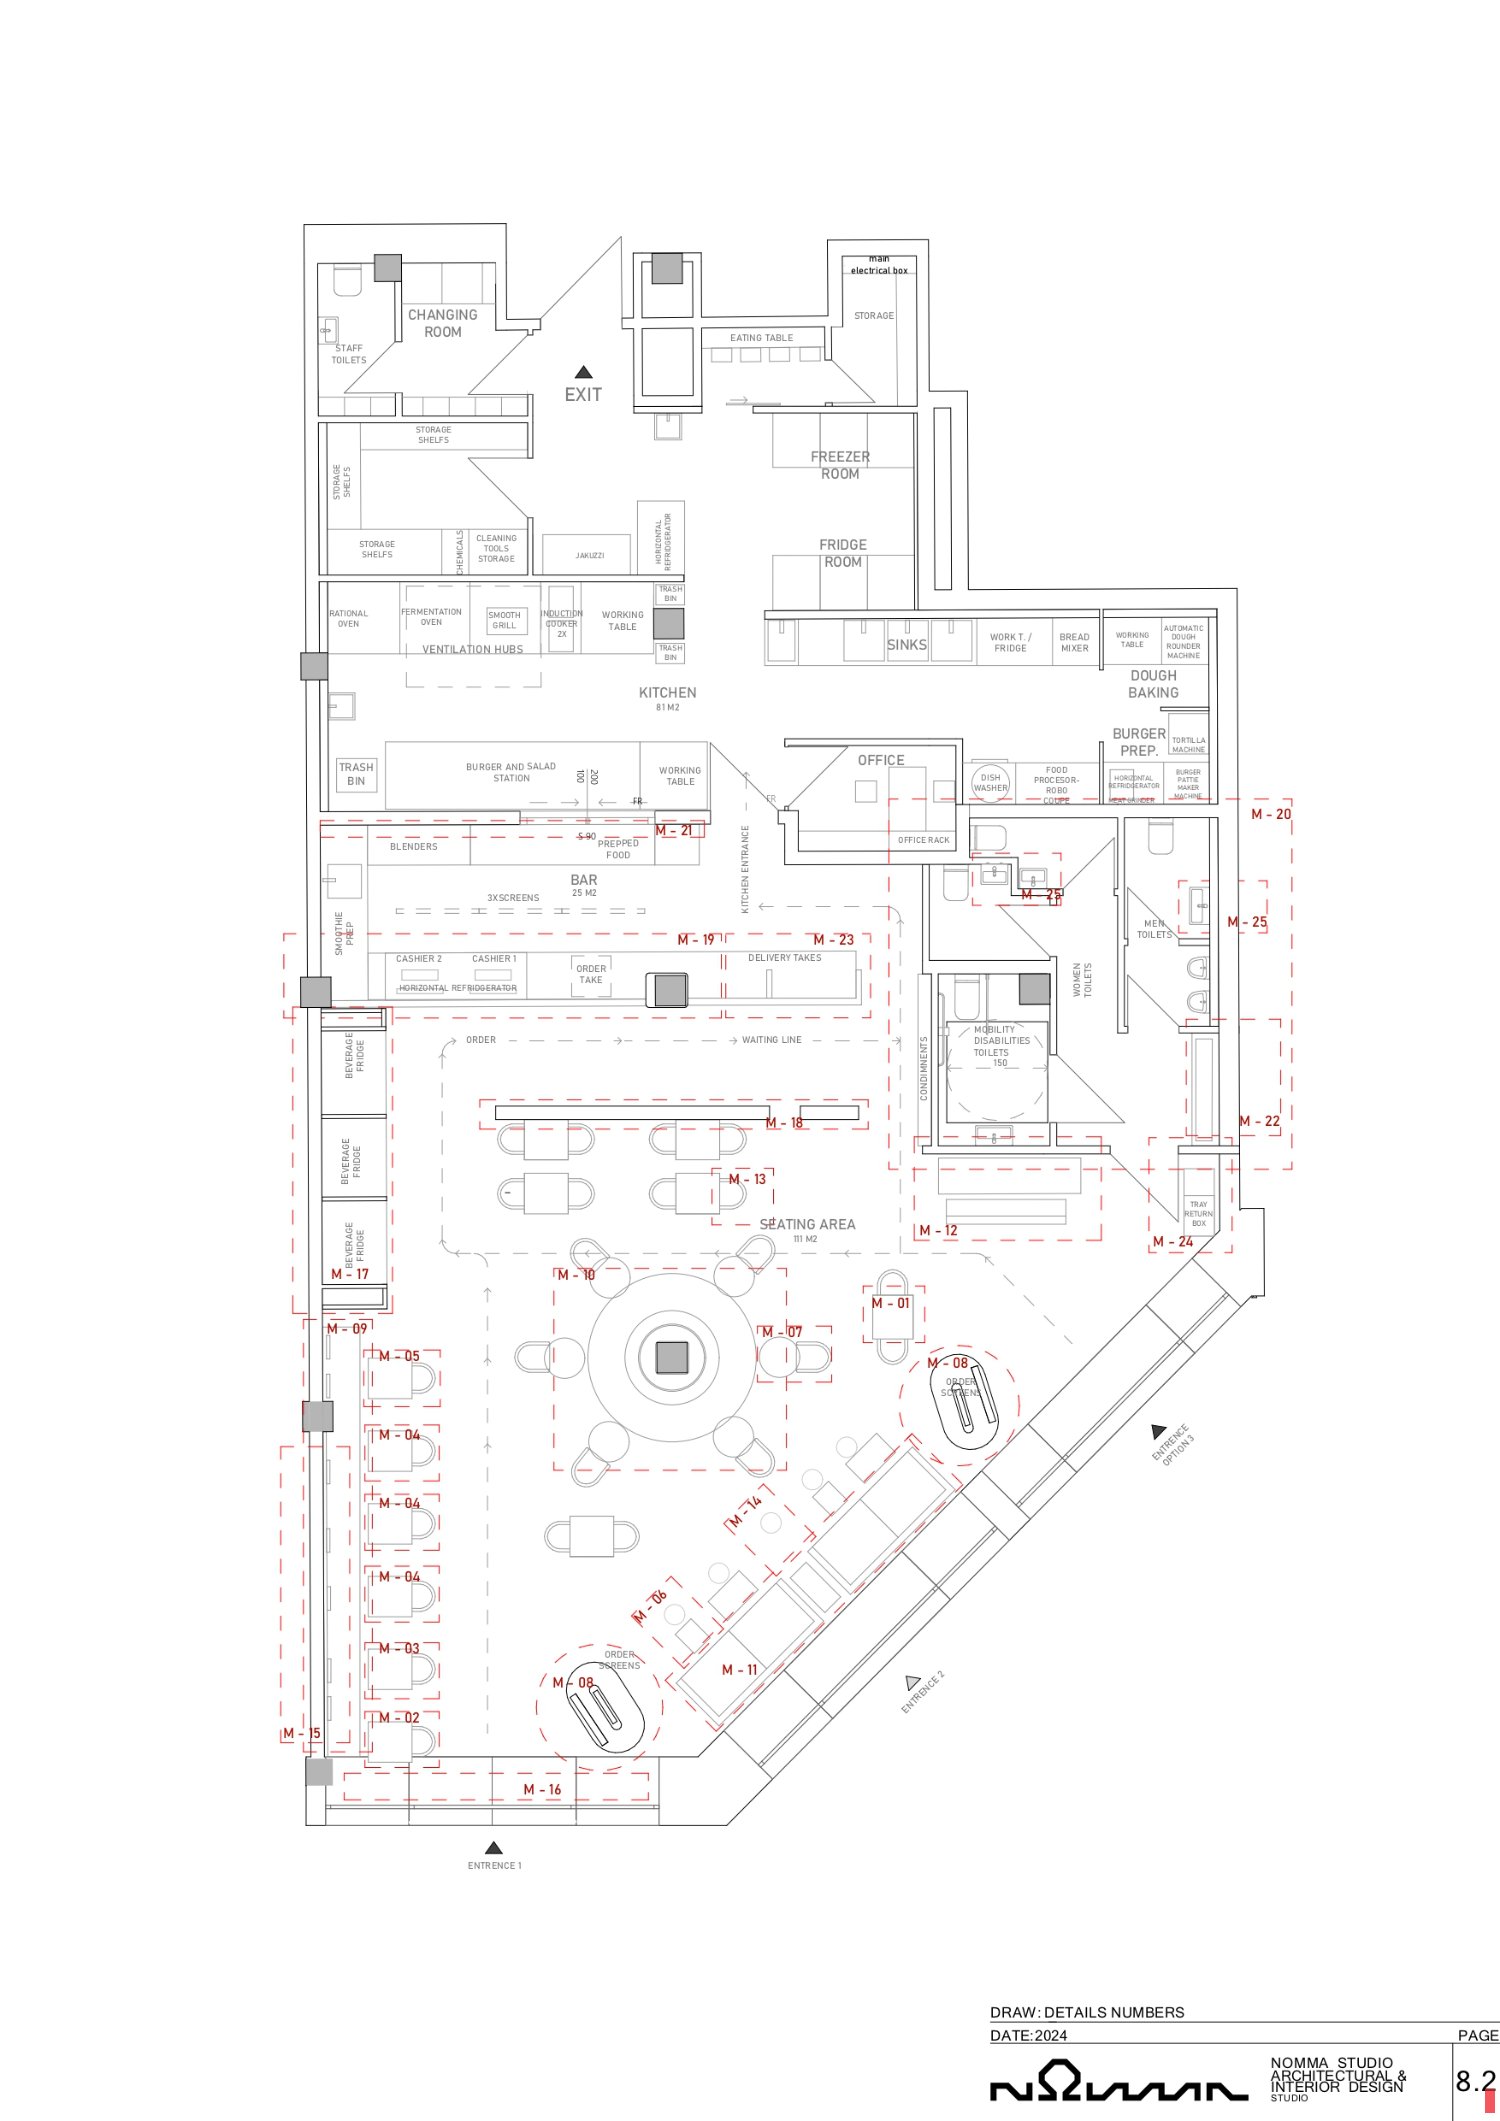 main
electrical box
STORAGE
CHANGING
ROOM
STAFF
TOILETS
EATING TABLE
EXIT
STORAGE
SHELFS
STORAGE
SHELFS
FREEZER
ROOM
STORAGE
SHELFS
CHEMICALS
CLEANING
TOOLS
STORAGE
JAKUZZI
HORIZONTAL
REFRIDGERATOR
FRIDGE
ROOM
RATIONAL
OVEN
FERMENTATION
OVEN
SMOOTH
GRILL
INDUCTION
COOKER
2X
WORKING
TABLE
TRASH
BIN
TRASH
BIN
VENTILATION HUBS
SINKS
WORK T. /
FRIDGE
BREAD
MIXER
WORKING
TABLE
AUTOMATIC
DOUGH
ROUNDER
MACHINE
KITCHEN
81 M2
DOUGH
BAKING
BURGER
PREP.
TORTILLA
MACHINE
TRASH
BIN
BURGER AND SALAD
STATION
100
200
FR
WORKING
TABLE
FR
OFFICE
OFFICE RACK
DISH
WASHER
FOOD
PROCESOR-
ROBO
COUPE
HORIZONTAL
REFRIDGERATOR
MEAT GRINDER
BURGER
PATTIE
MAKER
MACHINE
M - 20
M - 21
S 90
BLENDERS
PREPPED
FOOD
KITCHEN ENTRANCE
BAR
25 M2
3XSCREENS
SMOOTHIE
PREP
M - 25
M - 25
MEN
TOILETS
WOMEN
TOILETS
M - 19
M - 23
CASHIER 2
CASHIER 1
ORDER
TAKE
DELIVERY TAKES
HORIZONTAL REFRIDGERATOR
MOBILITY
DISABILITIES
TOILETS
150
CONDIMNENTS
ORDER
WAITING LINE
BEVERAGE
FRIDGE
BEVERAGE
FRIDGE
BEVERAGE
FRIDGE
M - 18
M - 22
M - 13
SEATING AREA
111 M2
M - 12
TRAY
RETURN
BOX
M - 24
M - 17
M - 10
M - 01
M - 09
M - 07
M - 05
M - 08
ORDER
SCREENS
M - 04
M - 04
M - 04
M - 14
M - 06
ENTRENCE
OPTION 3
M - 03
ORDER
SCREENS
M - 08
M - 11
ENTRENCE 2
M - 02
M - 15
M - 16
ENTRENCE 1
DRAW: DETAILS NUMBERS
DATE:2024
PAGE
NOMMA
NOMMA STUDIO
ARCHITECTURAL &
INTERIOR DESIGN
STUDIO
8.2